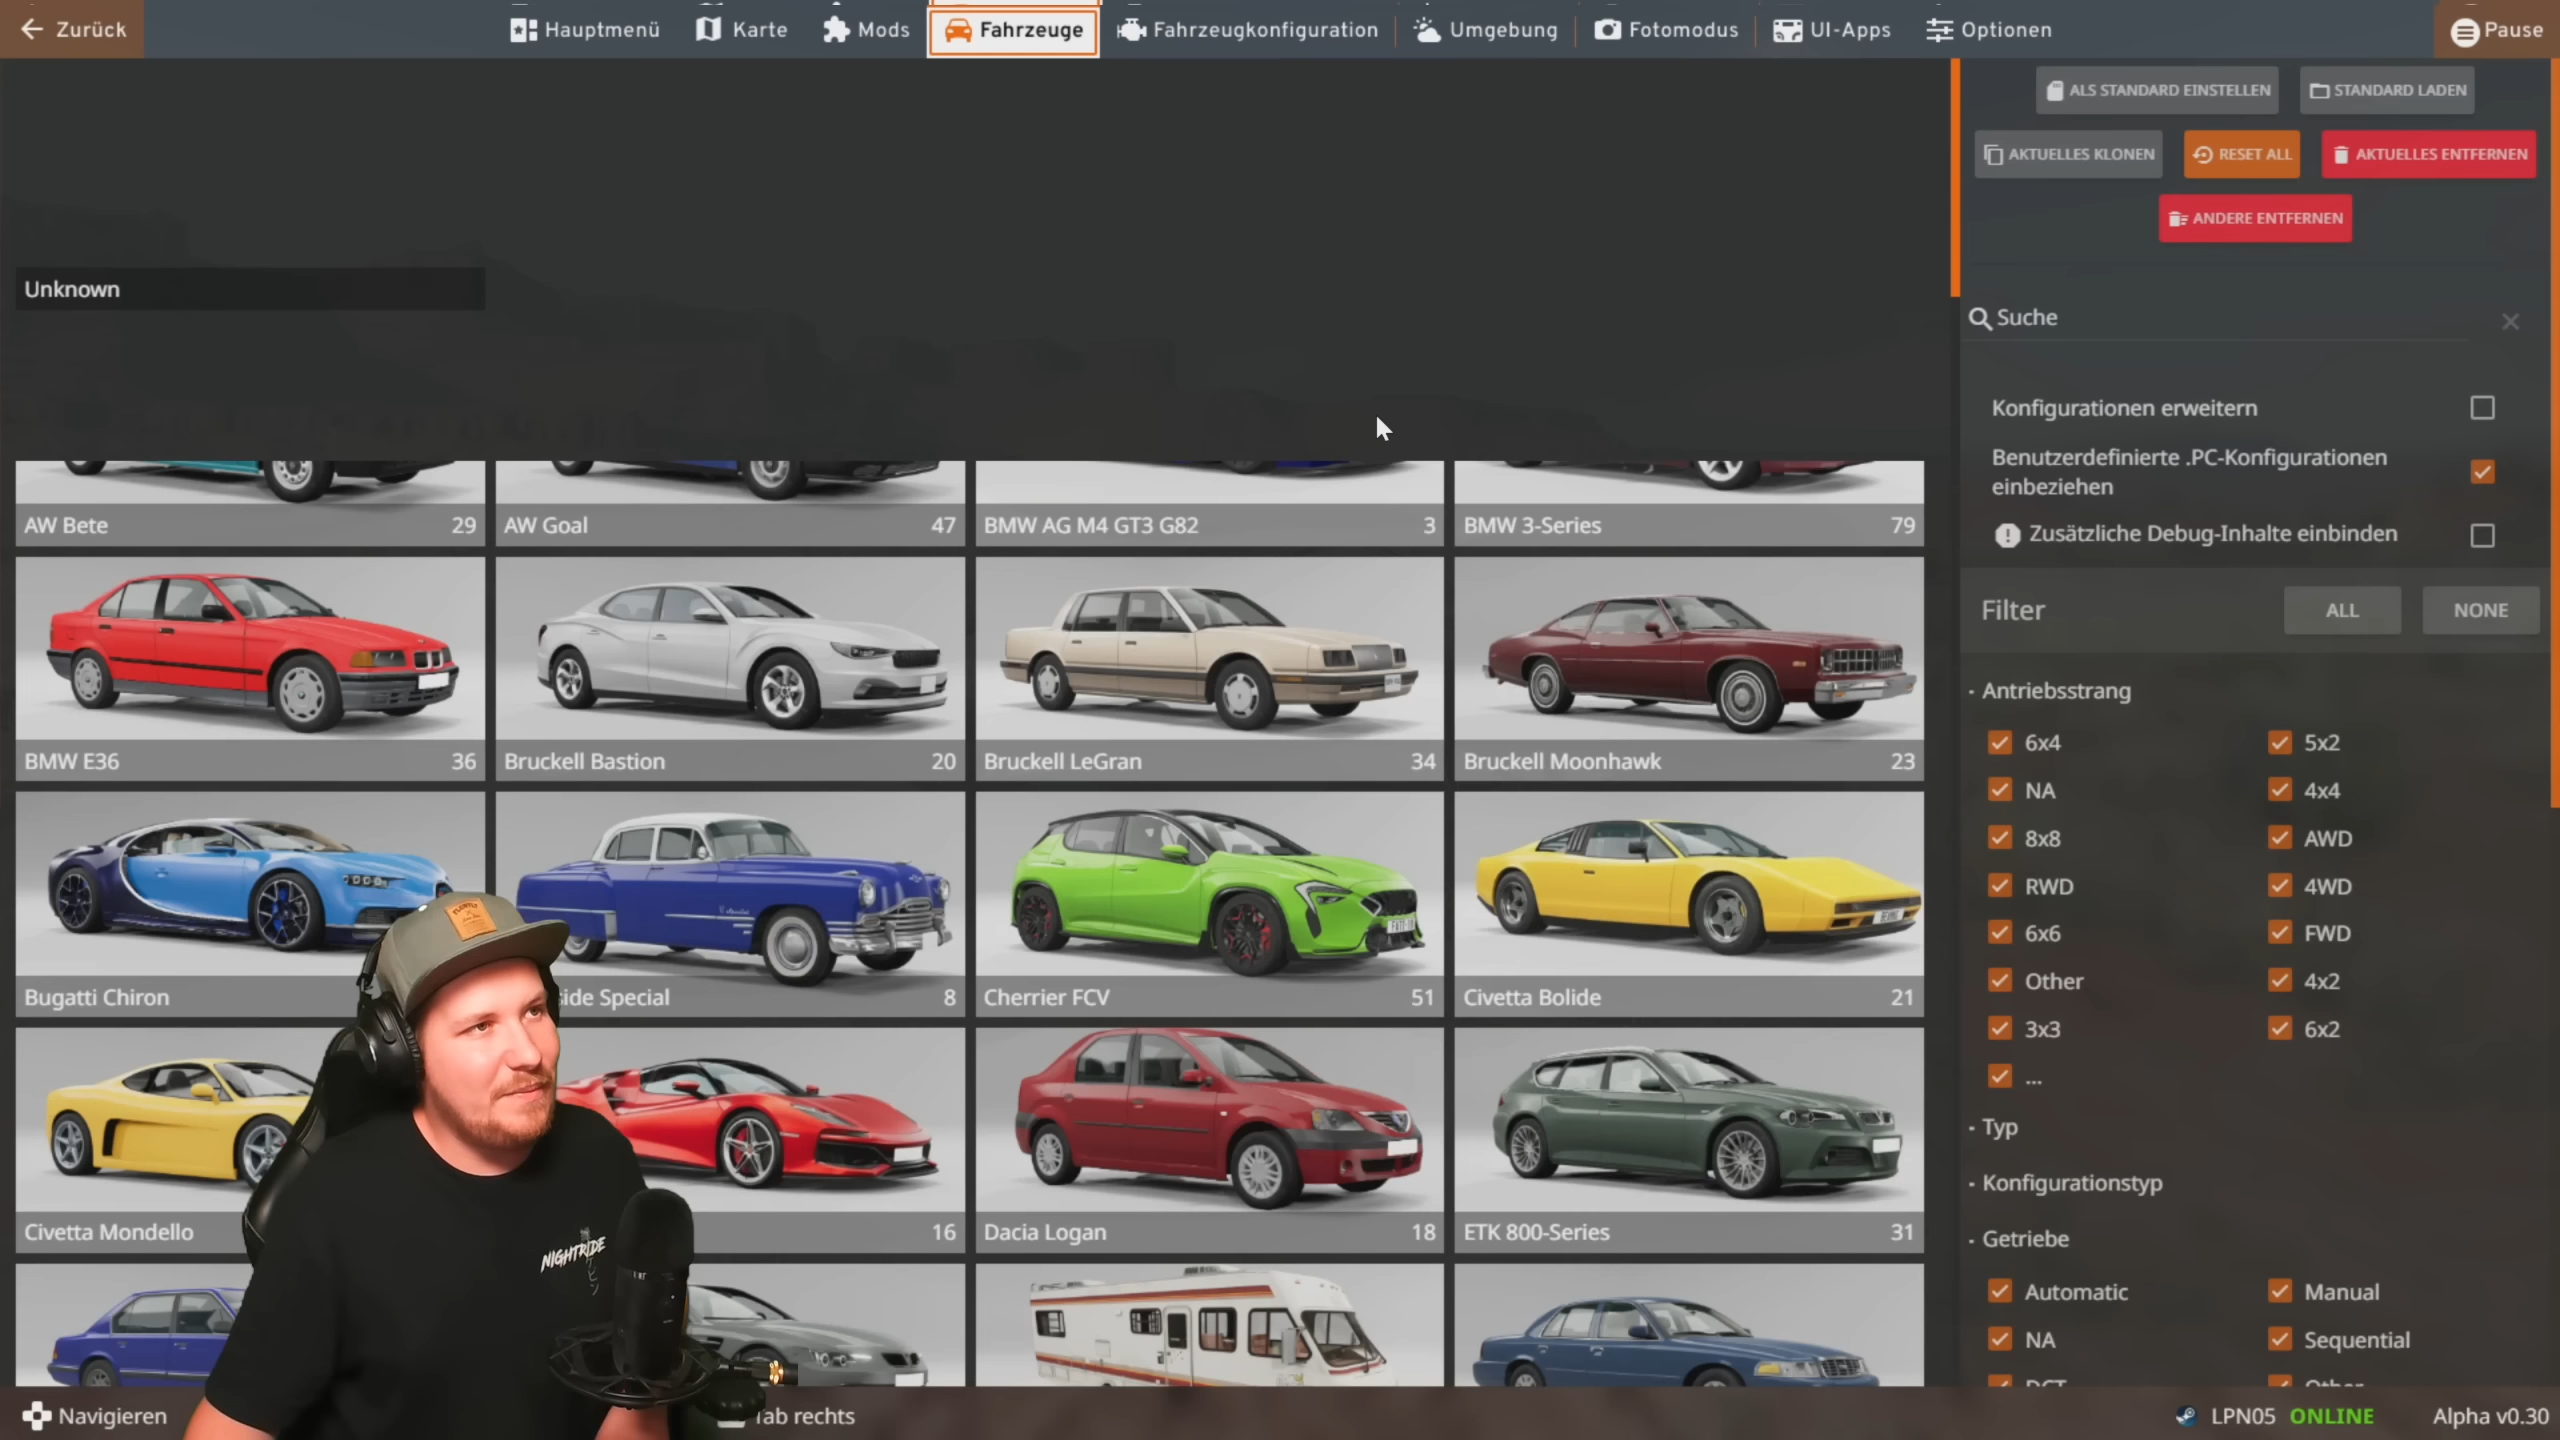 Zurück
Hauptmenü
Karte
Mods
Fahrzeuge
Fahrzeugkonfiguration
Umgebung
Fotomodus
UI-Apps
Optionen
Pause
ALS STANDARD EINSTELLEN
STANDARD LADEN
AKTUELLES KLONEN
RESET ALL
AKTUELLES ENTFERNEN
ANDERE ENTFERNEN
Unknown
Suche
Konfigurationen erweitern
Benutzerdefinierte .PC-Konfigurationen
einbeziehen
Zusätzliche Debug-Inhalte einbinden
Filter
ALL
NONE
Antriebsstrang
6x4
5x2
NA
4x4
8x8
AWD
RWD
4WD
6x6
FWD
Other
4x2
3x3
6x2
...
Typ
Konfigurationstyp
Getriebe
Automatic
Manual
NA
Sequential
DCT
Other
AW Bete 29
AW Goal 47
BMW AG M4 GT3 G82 3
BMW 3-Series 79
BMW E36 36
Bruckell Bastion 20
Bruckell LeGran 34
Bruckell Moonhawk 23
Bugatti Chiron
side Special 8
Cherrier FCV 51
Civetta Bolide 21
Civetta Mondello
16
Dacia Logan 18
ETK 800-Series 31
NIGHTRIDE
Navigieren
Tab rechts
LPN05 ONLINE
Alpha v0.30